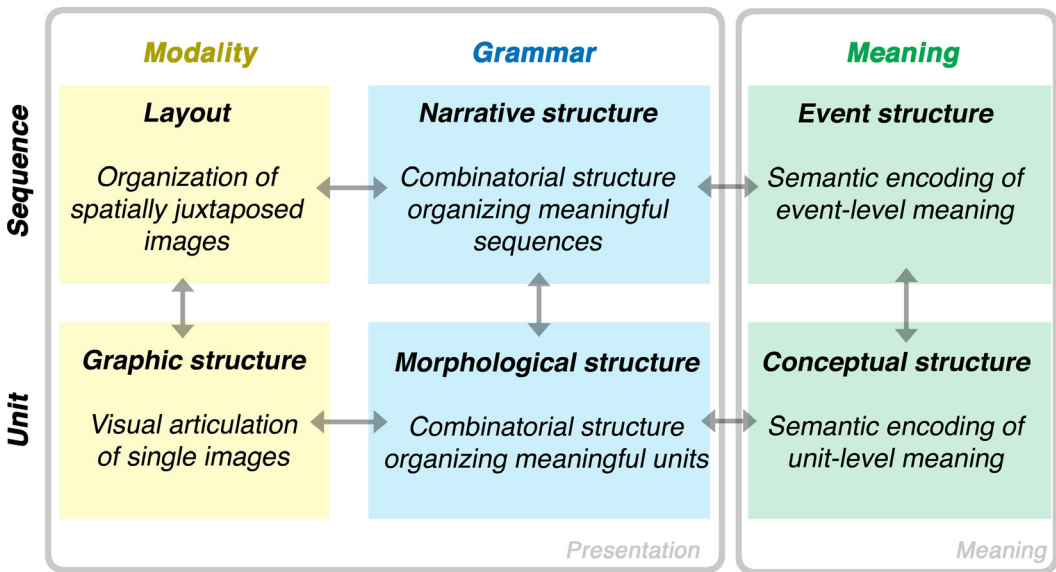 Modality
Grammar
Meaning
Sequence
Layout
Organization of
spatially juxtaposed
images
Narrative structure
Combinatorial structure
organizing meaningful
sequences
Event structure
Semantic encoding of
event-level meaning
Unit
Graphic structure
Visual articulation
of single images
Morphological structure
Combinatorial structure
organizing meaningful units
Conceptual structure
Semantic encoding of
unit-level meaning
Presentation
Meaning